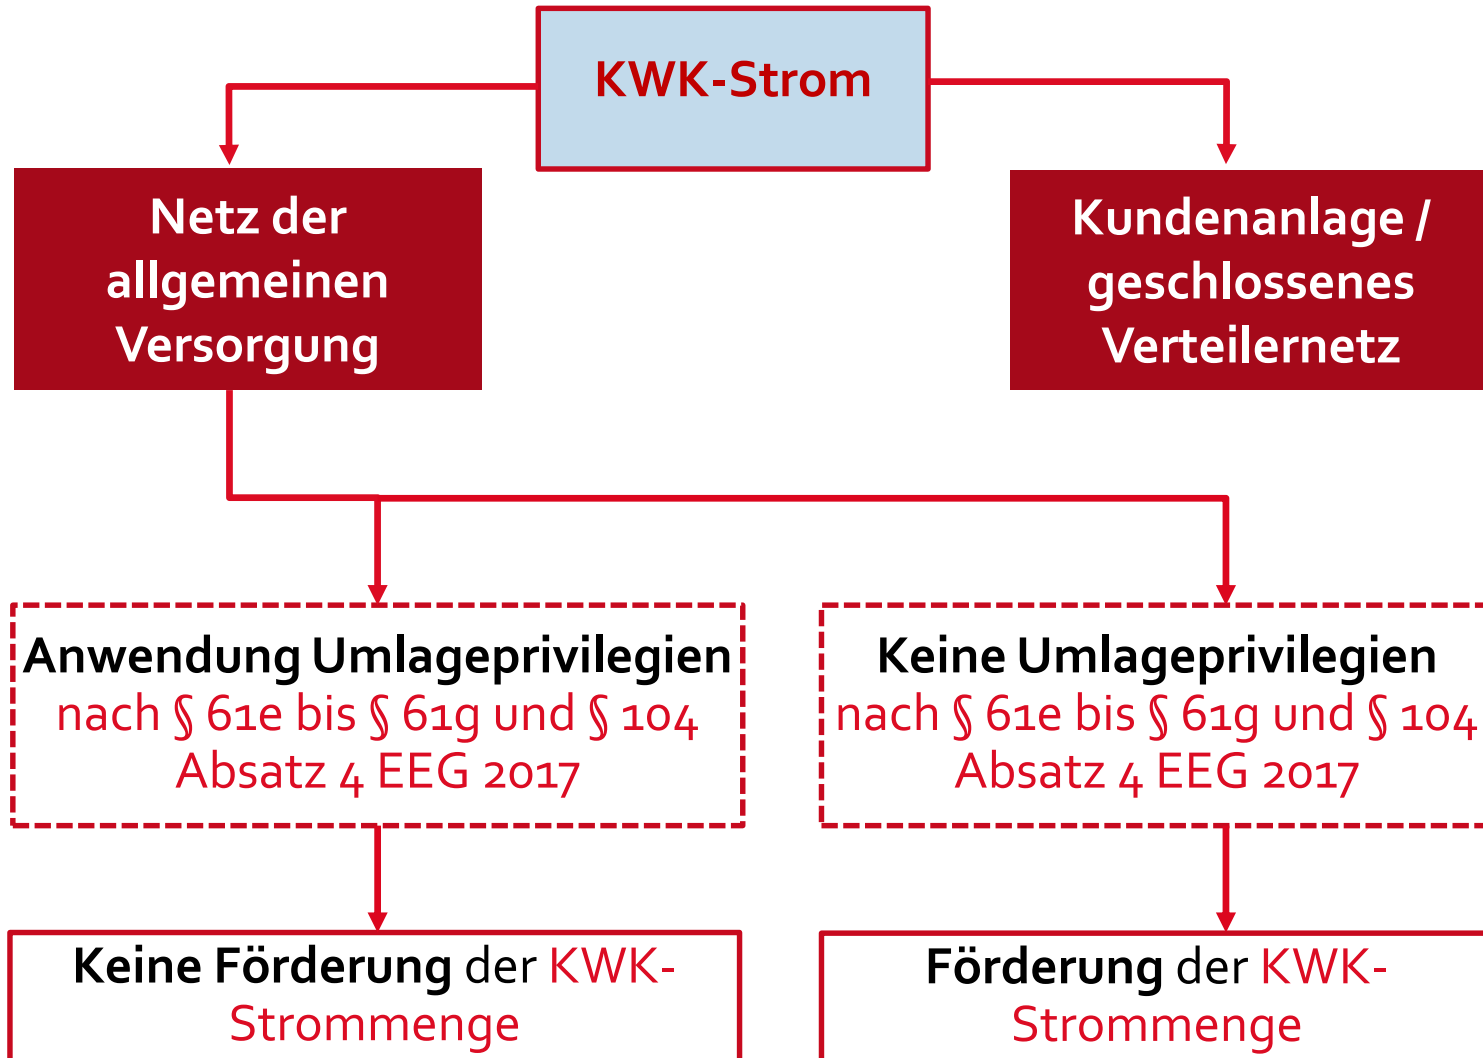 KWK-Strom
Netz der
allgemeinen
Versorgung
Kundenanlage /
geschlossenes
Verteilernetz
Anwendung Umlageprivilegien
nach § 61e bis § 61g und § 104
Absatz 4 EEG 2017
Keine Umlageprivilegien
nach § 61e bis § 61g und § 104
Absatz 4 EEG 2017
Keine Förderung der KWK-
Strommenge
Förderung der KWK-
Strommenge